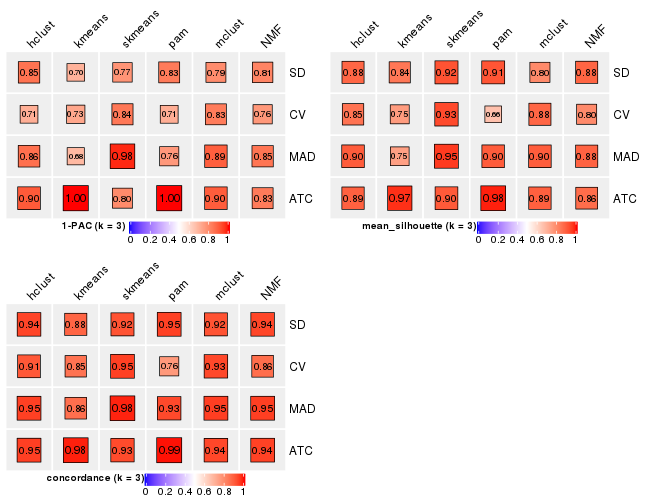 hclust kmeans skmeans pam mclust NMF
0.85 0.70 0.77 0.83 0.79 0.81 SD
0.71 0.73 0.84 0.71 0.83 0.76 CV
0.86 0.68 0.98 0.76 0.89 0.85 MAD
0.90 1.00 0.80 1.00 0.90 0.83 ATC
1-PAC (k = 3)
0 0.2 0.4 0.6 0.8 1
hclust kmeans skmeans pam mclust NMF
0.88 0.84 0.92 0.91 0.80 0.88 SD
0.85 0.75 0.93 0.66 0.88 0.80 CV
0.90 0.75 0.95 0.90 0.90 0.88 MAD
0.89 0.97 0.90 0.98 0.89 0.86 ATC
mean_silhouette (k = 3)
0 0.2 0.4 0.6 0.8 1
hclust kmeans skmeans pam mclust NMF
0.94 0.88 0.92 0.95 0.92 0.94 SD
0.91 0.85 0.95 0.76 0.93 0.86 CV
0.95 0.86 0.98 0.93 0.95 0.95 MAD
0.95 0.98 0.93 0.99 0.94 0.94 ATC
concordance (k = 3)
0 0.2 0.4 0.6 0.8 1